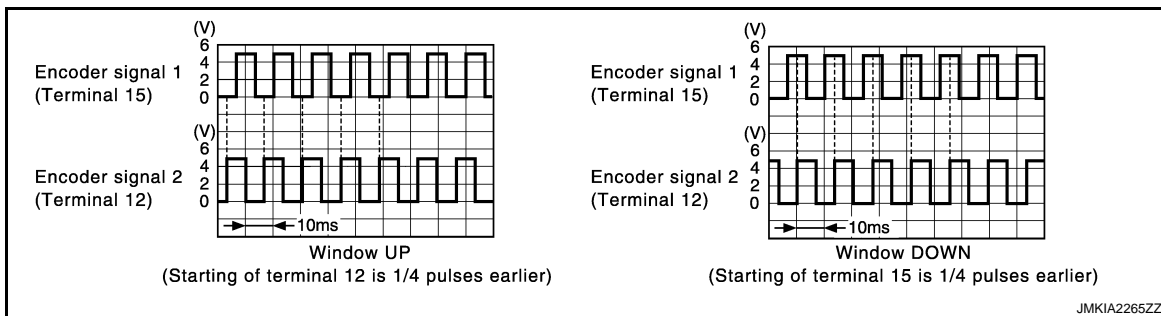 (V)
6
4
2
0
Encoder signal 1
(Terminal 15)
(V)
6
4
2
0
Encoder signal 2
(Terminal 12)
10ms
Window UP
(Starting of terminal 12 is 1/4 pulses earlier)
(V)
6
4
2
0
Encoder signal 1
(Terminal 15)
(V)
6
4
2
0
Encoder signal 2
(Terminal 12)
10ms
Window DOWN
(Starting of terminal 15 is 1/4 pulses earlier)
JMKIA2265ZZ